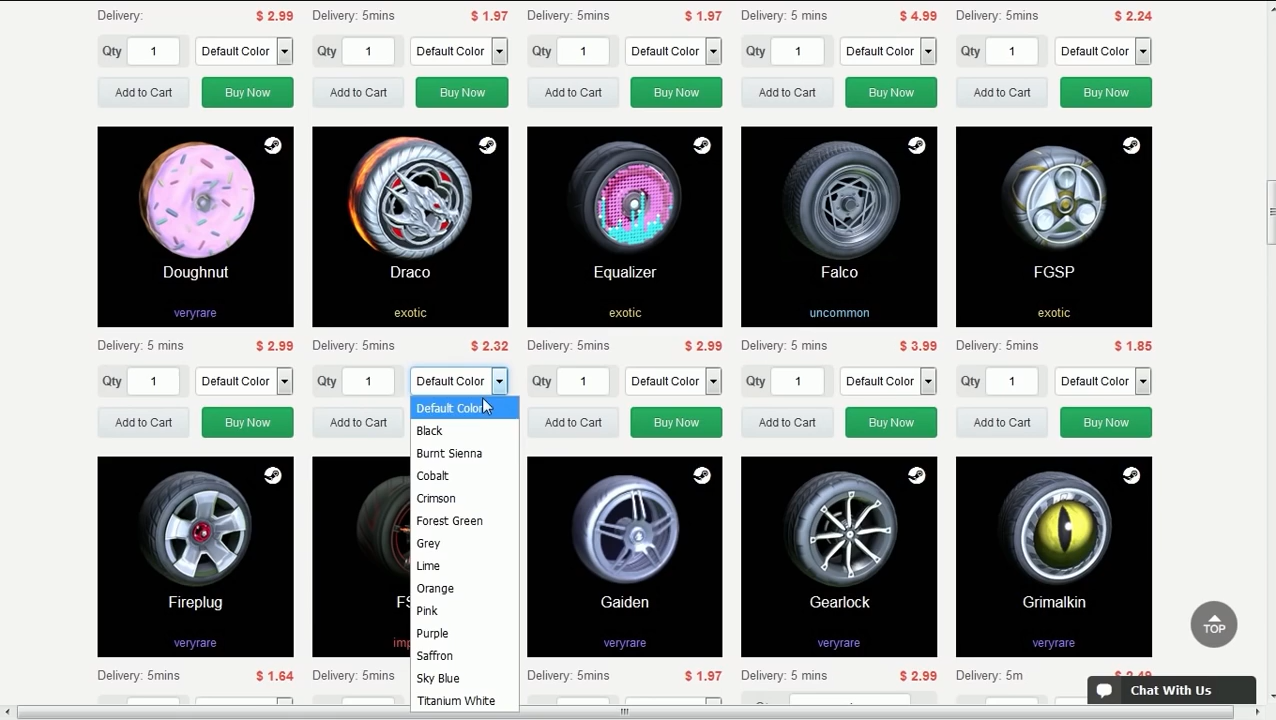 Delivery: $ 2.99 Delivery: 5mins $ 1.97 Delivery: 5mins $ 1.97 Delivery: 5 mins $ 4.99 Delivery: 5mins $ 2.24
Qty 1 Default Color Qty 1 Default Color Qty 1 Default Color Qty 1 Default Color Qty 1 Default Color
Add to Cart Buy Now Add to Cart Buy Now Add to Cart Buy Now Add to Cart Buy Now Add to Cart Buy Now
Doughnut Draco Equalizer Falco FGSP
veryrare exotic exotic uncommon exotic
Delivery: 5 mins $ 2.99 Delivery: 5mins $ 2.32 Delivery: 5mins $ 2.99 Delivery: 5 mins $ 3.99 Delivery: 5mins $ 1.85
Qty 1 Default Color Qty 1 Default Color Qty 1 Default Color Qty 1 Default Color Qty 1 Default Color
Add to Cart Buy Now Add to Cart Add to Cart Buy Now Add to Cart Buy Now Add to Cart Buy Now
Default Color
Black
Burnt Sienna
Cobalt
Crimson
Forest Green
Grey
Lime
Orange
Pink
Purple
Saffron
Sky Blue
Titanium White
Fireplug Gaiden Gearlock Grimalkin
veryrare veryrare veryrare veryrare
Delivery: 5mins $ 1.64 Delivery: 5mins Delivery: 5mins $ 1.97 Delivery: 5mins $ 2.99 Delivery: 5m
TOP
Chat With Us